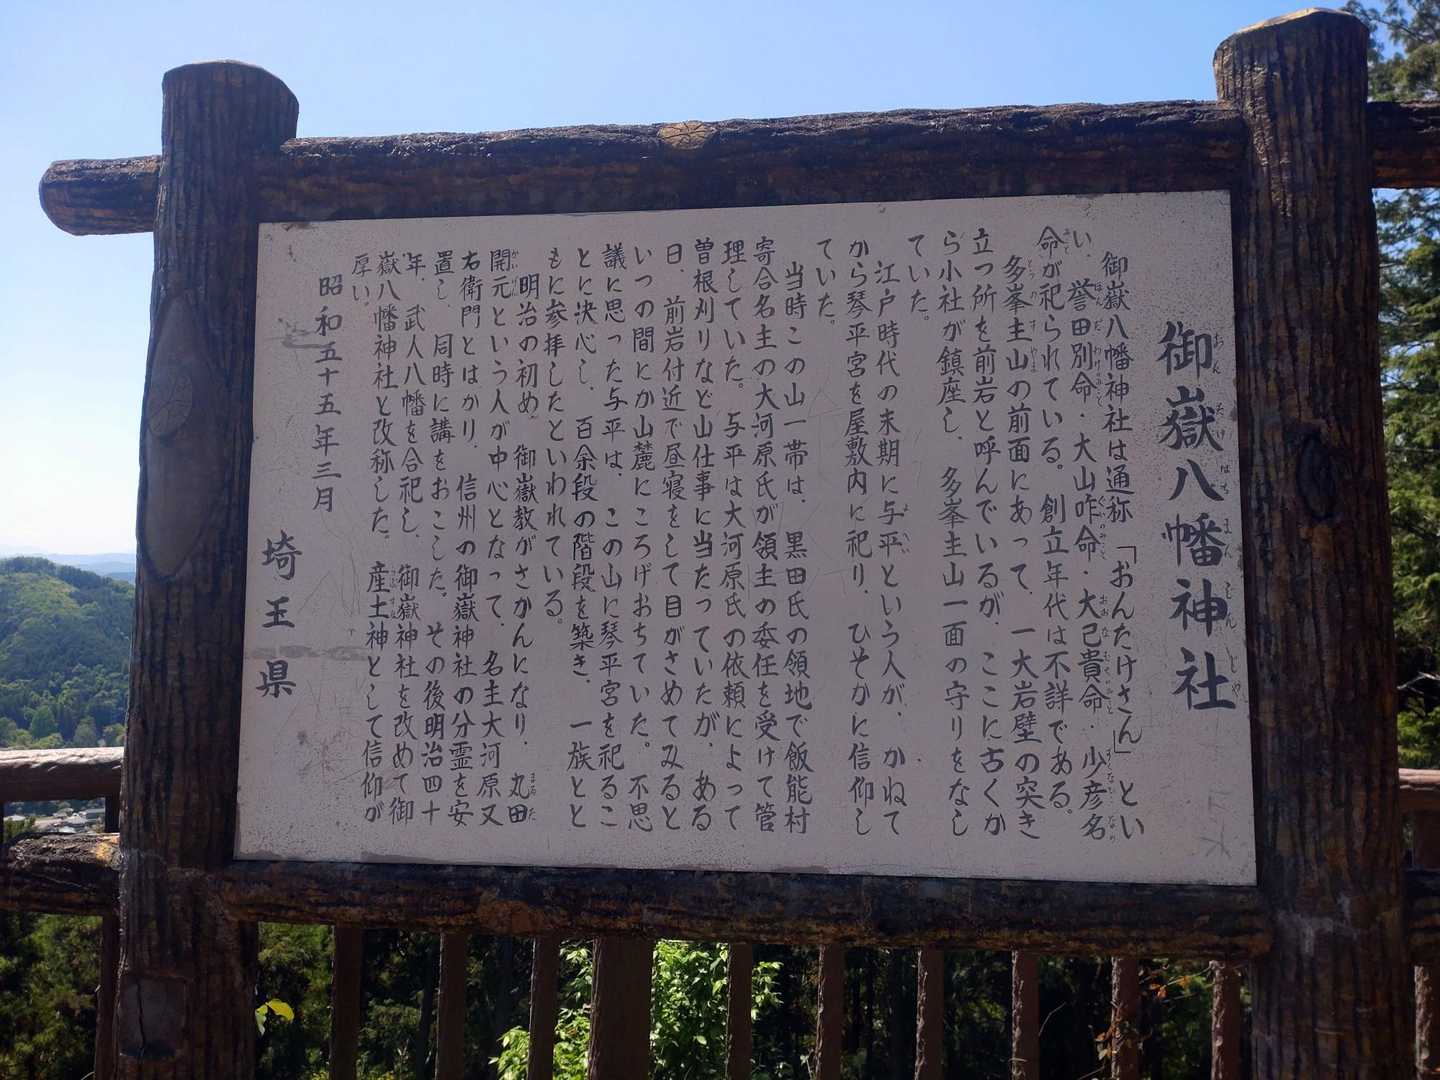 御嶽八幡神社
御嶽八幡神社は通称「おんたけさん」とい
い、誉田別命・大山咋命・大己貴命・少彦名
命が祀られている。創立年代は不詳である。
多峯主山の前面にあって、一大岩壁の突き
立つ所を前岩と呼んでいるが、ここに古くか
ら小社が鎮座し、多峯主山一面の守りをなし
ていた。
江戸時代の末期に与平という人が、かねて
から琴平宮を屋敷内に祀り、ひそかに信仰し
ていた。
当時この山一帯は、黒田氏の領地で飯能村
寄合名主の大河原氏が領主の委任を受けて管
理していた。与平は大河原氏の依頼によって
曽根刈りなど山仕事に当たっていたが、ある
日、前岩付近で昼寝をして目がさめてみると
いつの間にか山麓にころげおちていた。不思
議に思った与平は、この山に琴平宮を祀るこ
とに決心し、百余段の階段を築き、一族とと
もに参拝したといわれている。
明治の初め、御嶽教がさかんになり、丸田
開元という人が中心となって、名主大河原又
右衛門とはかり、信州の御嶽神社の分霊を安
置し、同時に講をおこした。その後明治四十
年、武人八幡を合祀し、御嶽神社を改めて御
嶽八幡神社と改称した。産土神として信仰が
厚い。
昭和五十五年三月
埼玉県